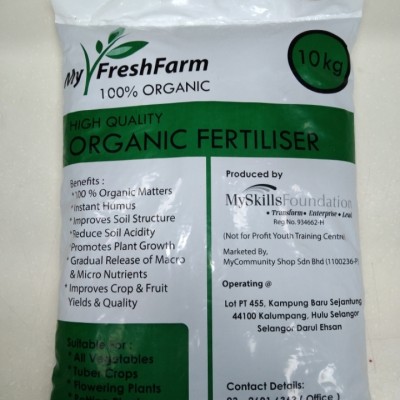 My FreshFarm
100% ORGANIC
10kg
HIGH QUALITY
ORGANIC FERTILISER
Benefits :
*100 % Organic Matters
*Instant Humus
*Improves Soil Structure
*Reduce Soil Acidity
Promotes Plant Growth
* Gradual Release of Macro
& Micro Nutrients
* Improves Crop & Fruit
Yields & Quality
Suitable For :
* All Vegetables
* Tuber Crops
* Flowering Plants
Produced by
MySkillsFoundation
• Transform • Enterprise • Lead
Reg No. 934662-H
(Not for Profit Youth Training Centre)
Marketed By,
MyCommunity Shop Sdn Bhd (1100236-P)
Operating @
Lot PT 455, Kampung Baru Sejantung
44100 Kalumpang, Hulu Selangor
Selangor Darul Ehsan
Contact Details:
( Office )